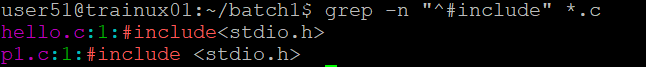 user51@trainux01:~/batch1$ grep -n "^#include" *.c
hello.c:1:#include<stdio.h>
p1.c:1:#include <stdio.h>